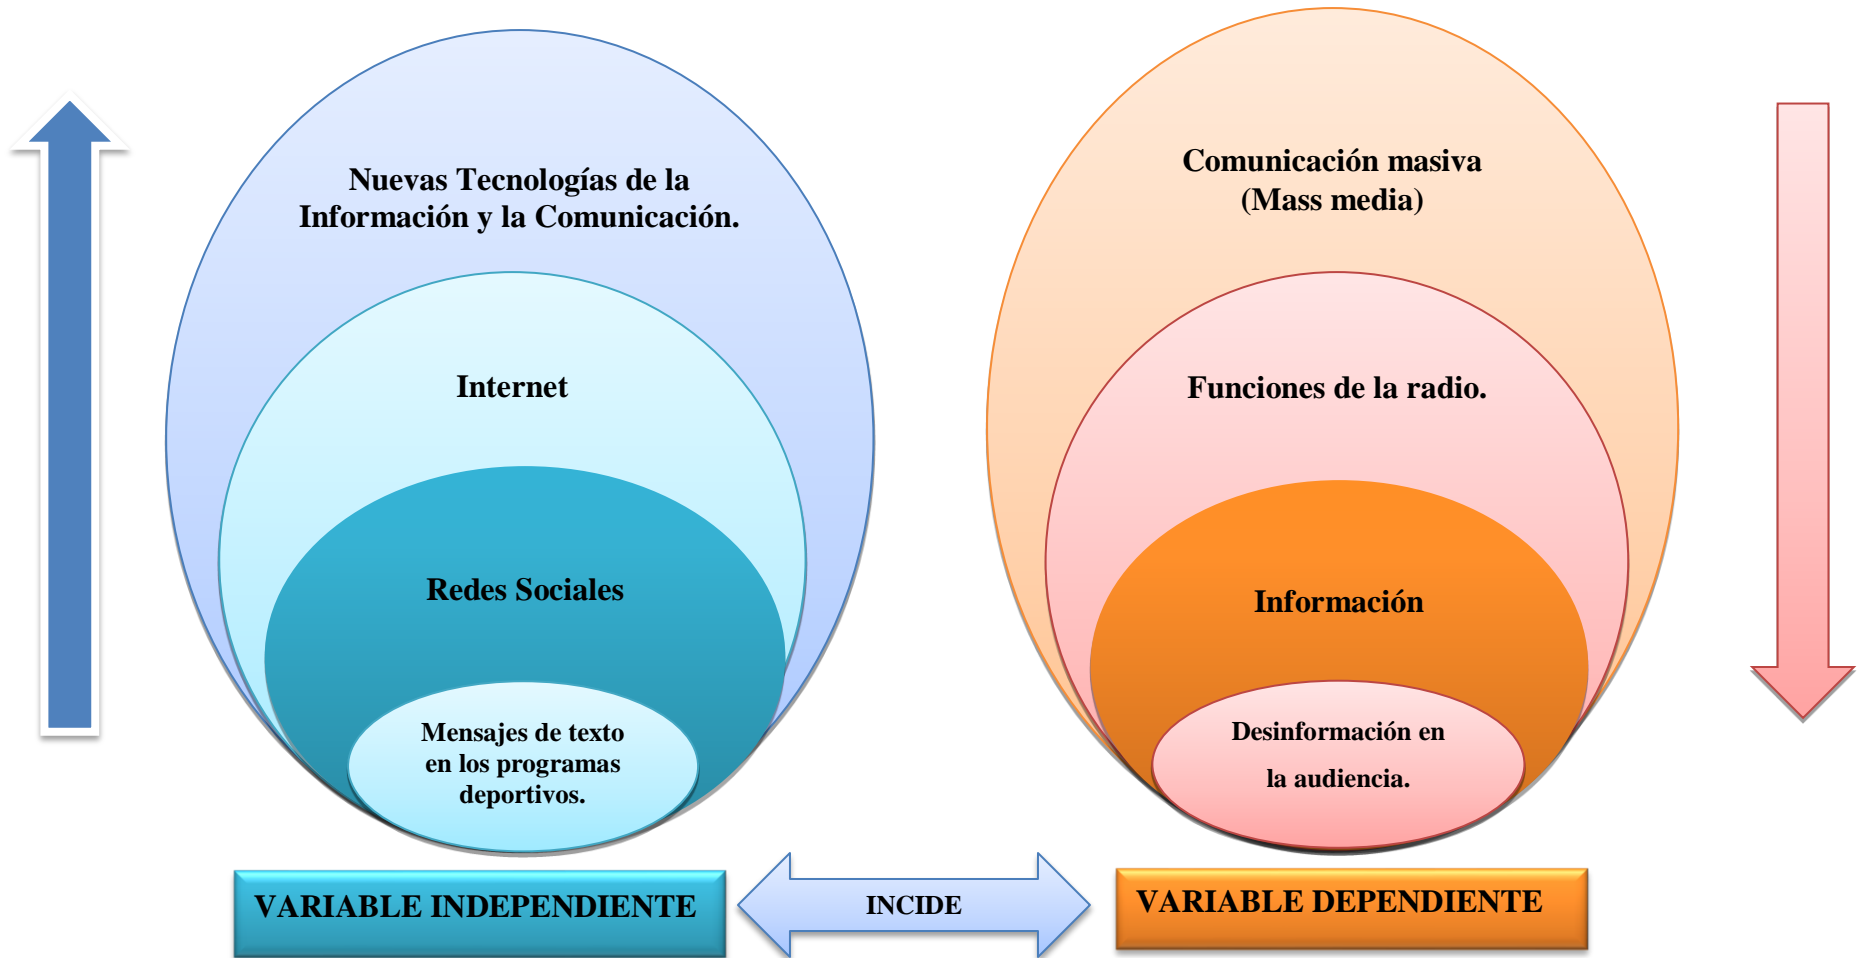 Nuevas Tecnologías de la
Información y la Comunicación.
Internet
Redes Sociales
Mensajes de texto
en los programas
deportivos.
VARIABLE INDEPENDIENTE
INCIDE
Comunicación masiva
(Mass media)
Funciones de la radio.
Información
Desinformación en
la audiencia.
VARIABLE DEPENDIENTE